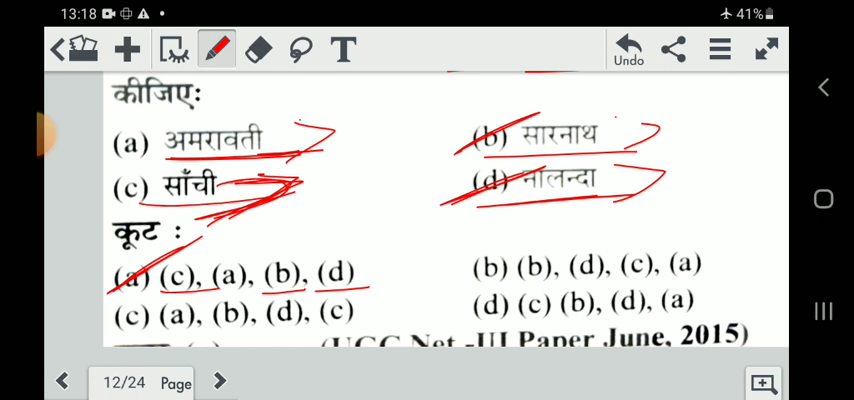 13:18 41%
T Undo
कीजिए:
(a) अमरावती (b) सारनाथ
(c) साँची (d) नालन्दा
कूट :
(a) (c), (a), (b), (d) (b) (b), (d), (c), (a)
(c) (a), (b), (d), (c) (d) (c) (b), (d), (a)
(UGC Net -III Paper June, 2015)
12/24 Page